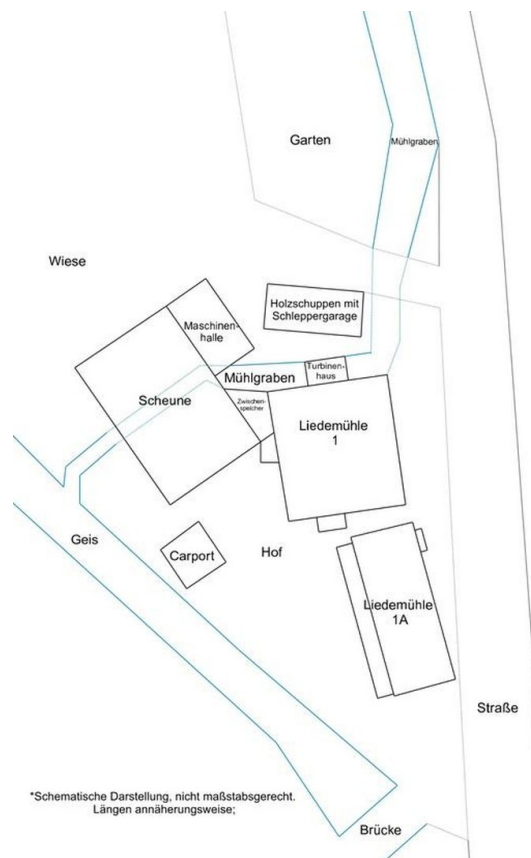 Garten
Mühlgraben
Wiese
Holzschuppen mit
Schleppergarage
Maschinen-
halle
Turbinen-
haus
Mühlgraben
Scheune
Zwischen-
speicher
Liedemühle
1
Geis
Carport
Hof
Liedemühle
1A
Straße
*Schematische Darstellung, nicht maßstabsgerecht.
Längen annäherungsweise;
Brücke